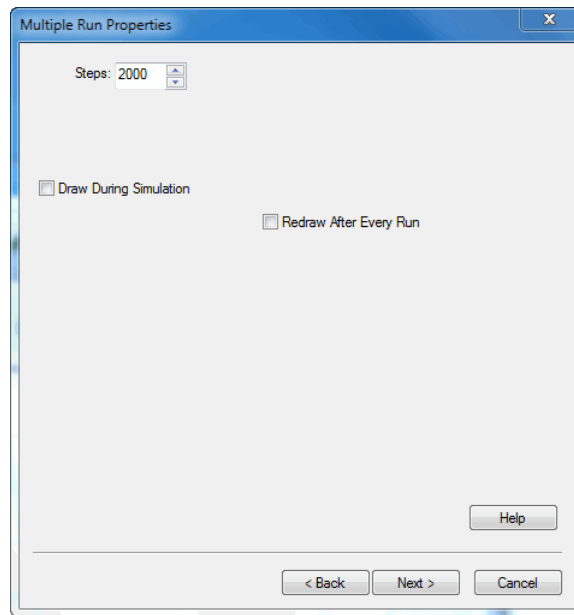 Multiple Run Properties
Steps: 2000
Draw During Simulation
Redraw After Every Run
Help
< Back Next > Cancel